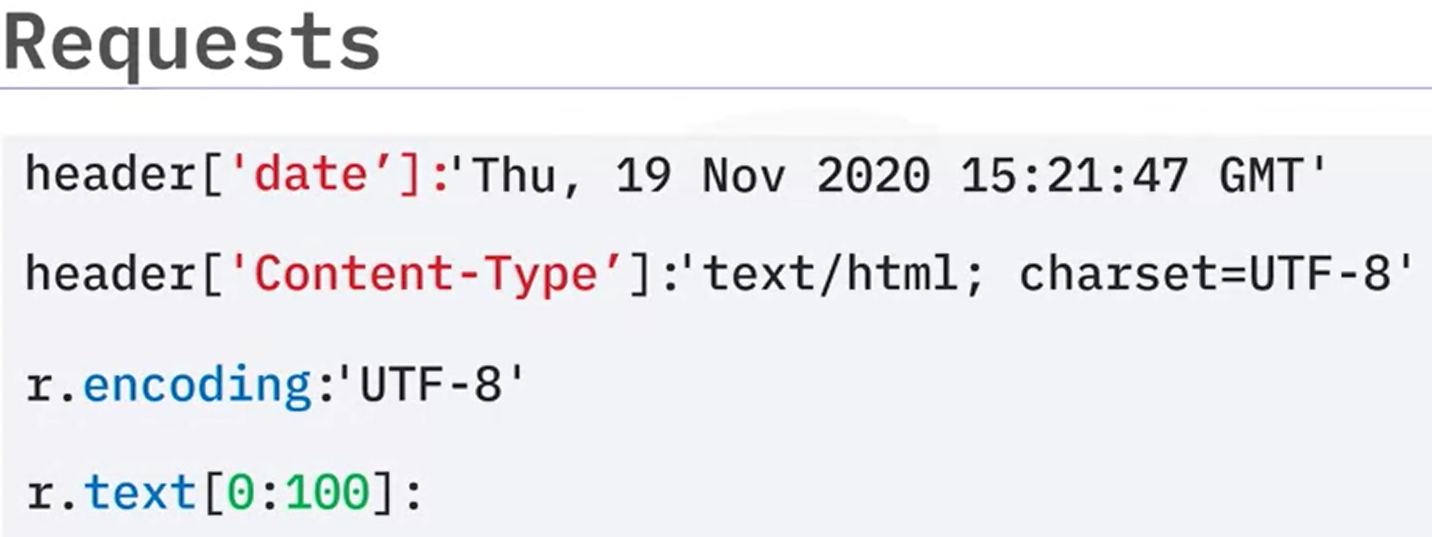 Requests
header['date’]:'Thu, 19 Nov 2020 15:21:47 GMT'
header['Content-Type’]:'text/html; charset=UTF-8'
r.encoding:'UTF-8'
r.text[0:100]: